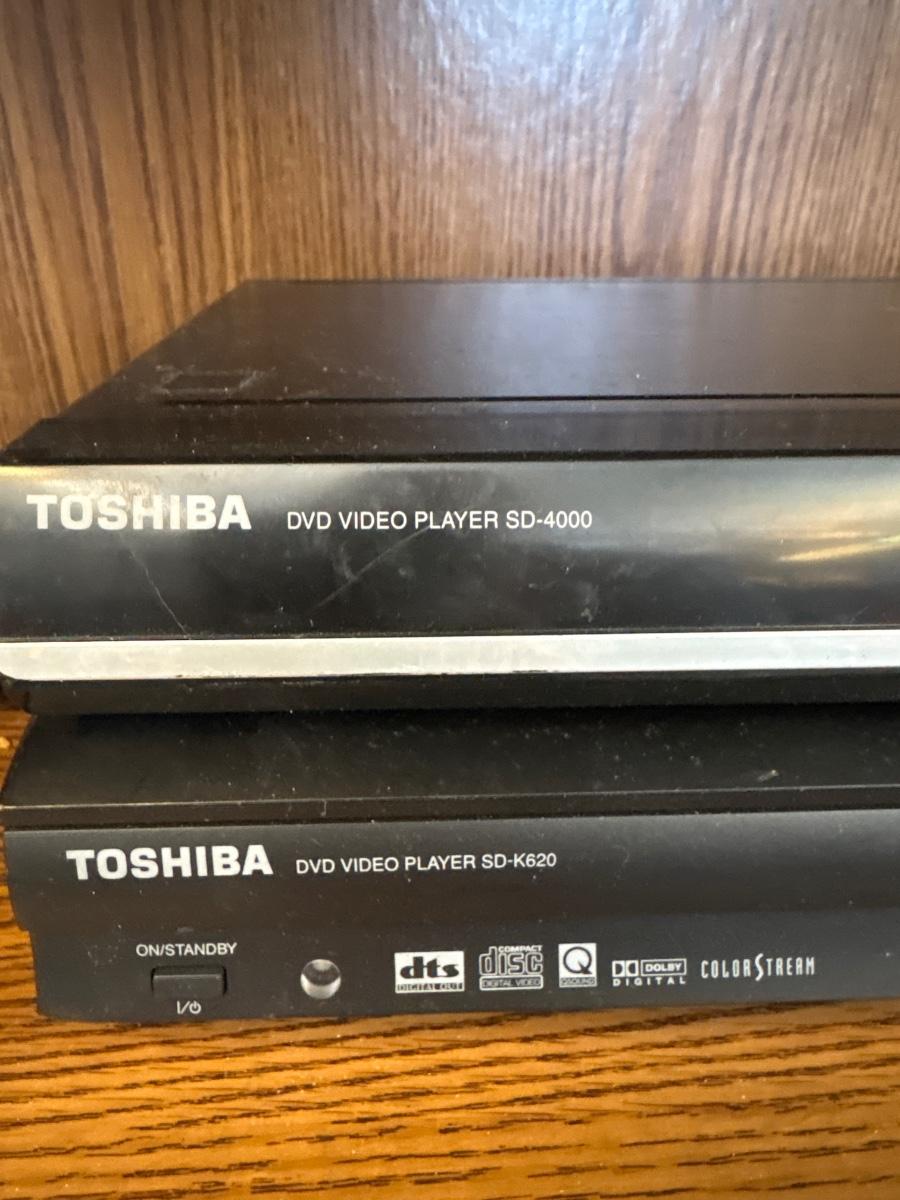 TOSHIBA DVD VIDEO PLAYER SD-4000
TOSHIBA DVD VIDEO PLAYER SD-K620
ON/STANDBY
I/⏻
dts DIGITAL OUT
COMPACT disc DIGITAL VIDEO
Q QSOUND
DOLBY DIGITAL
COLORSTREAM